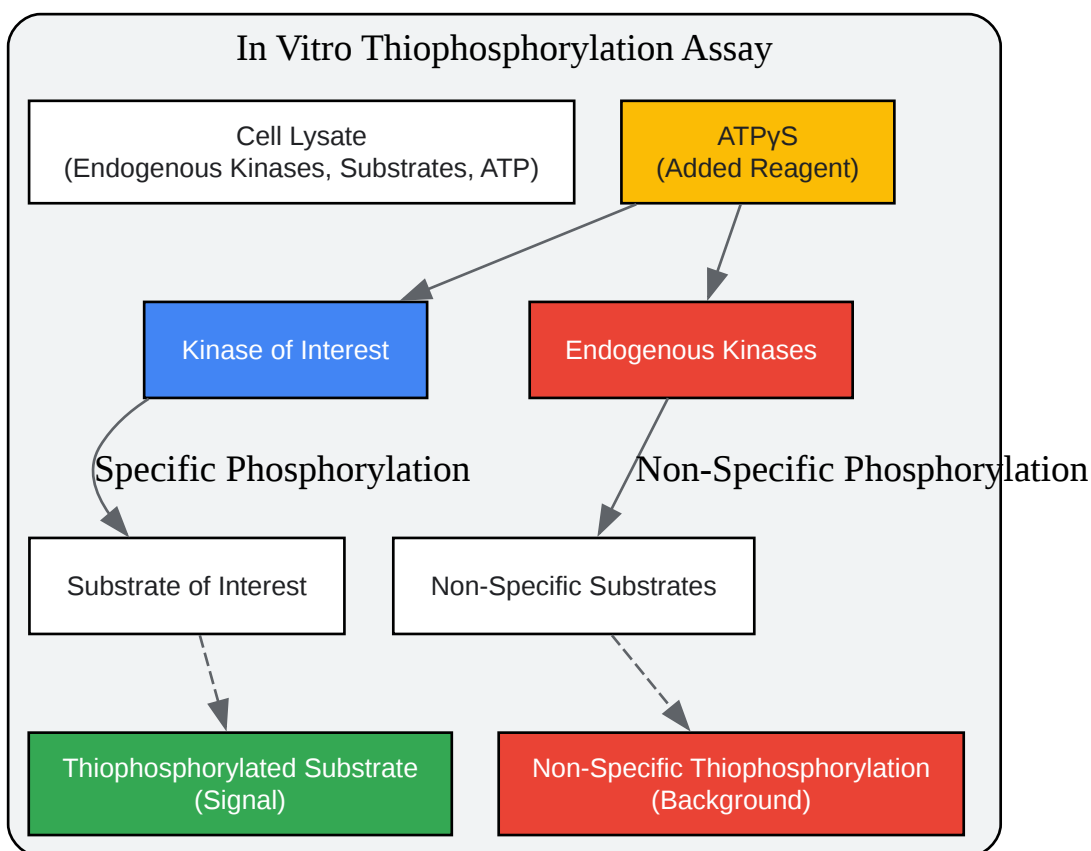 In Vitro Thiophosphorylation Assay
Cell Lysate
(Endogenous Kinases, Substrates, ATP)
ATPγS
(Added Reagent)
Kinase of Interest
Endogenous Kinases
Specific Phosphorylation
Non-Specific Phosphorylation
Substrate of Interest
Non-Specific Substrates
Thiophosphorylated Substrate
(Signal)
Non-Specific Thiophosphorylation
(Background)